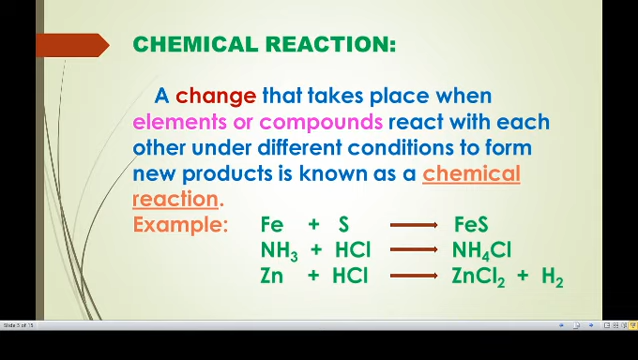 CHEMICAL REACTION:
A change that takes place when
elements or compounds react with each
other under different conditions to form
new products is known as a chemical
reaction.
Example: Fe + S ⟶ FeS
NH₃ + HCl ⟶ NH₄Cl
Zn + HCl ⟶ ZnCl₂ + H₂
Slide 3 of 15